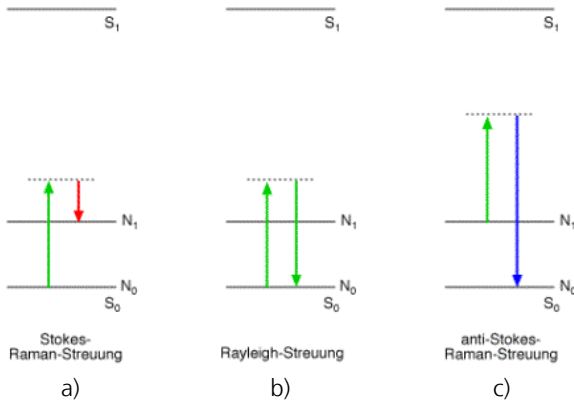 S1 S1 S1
N1 N1 N1
N0 N0 N0
S0 S0 S0
Stokes-
Raman-Streuung
Rayleigh-Streuung
anti-Stokes-
Raman-Streuung
a) b) c)